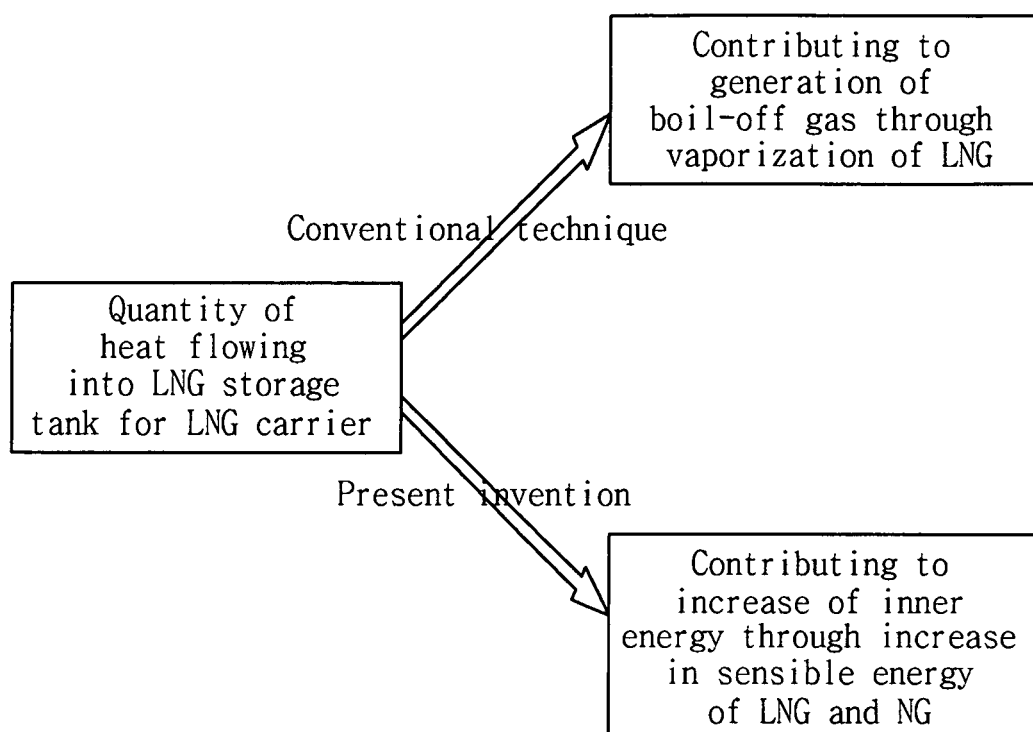 Contributing to
generation of
boil-off gas through
vaporization of LNG
Conventional technique
Quantity of
heat flowing
into LNG storage
tank for LNG carrier
Present invention
Contributing to
increase of inner
energy through increase
in sensible energy
of LNG and NG